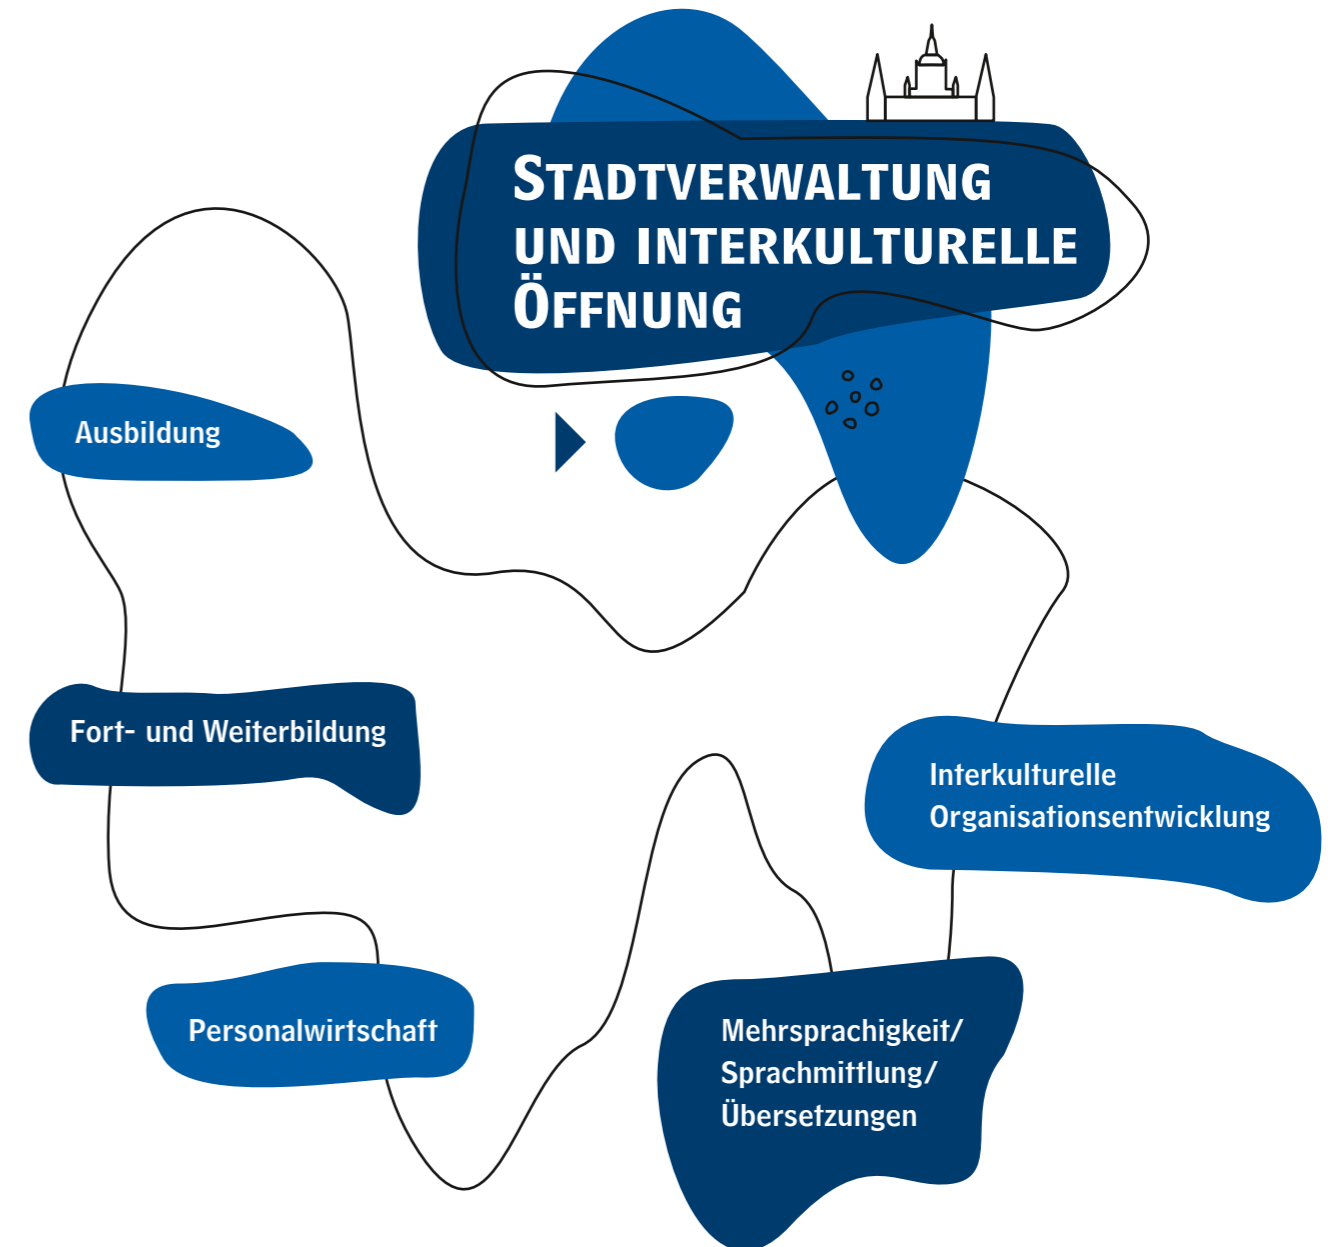 STADTVERWALTUNG
UND INTERKULTURELLE
ÖFFNUNG
Ausbildung
Fort- und Weiterbildung
Interkulturelle
Organisationsentwicklung
Personalwirtschaft
Mehrsprachigkeit/
Sprachmittlung/
Übersetzungen